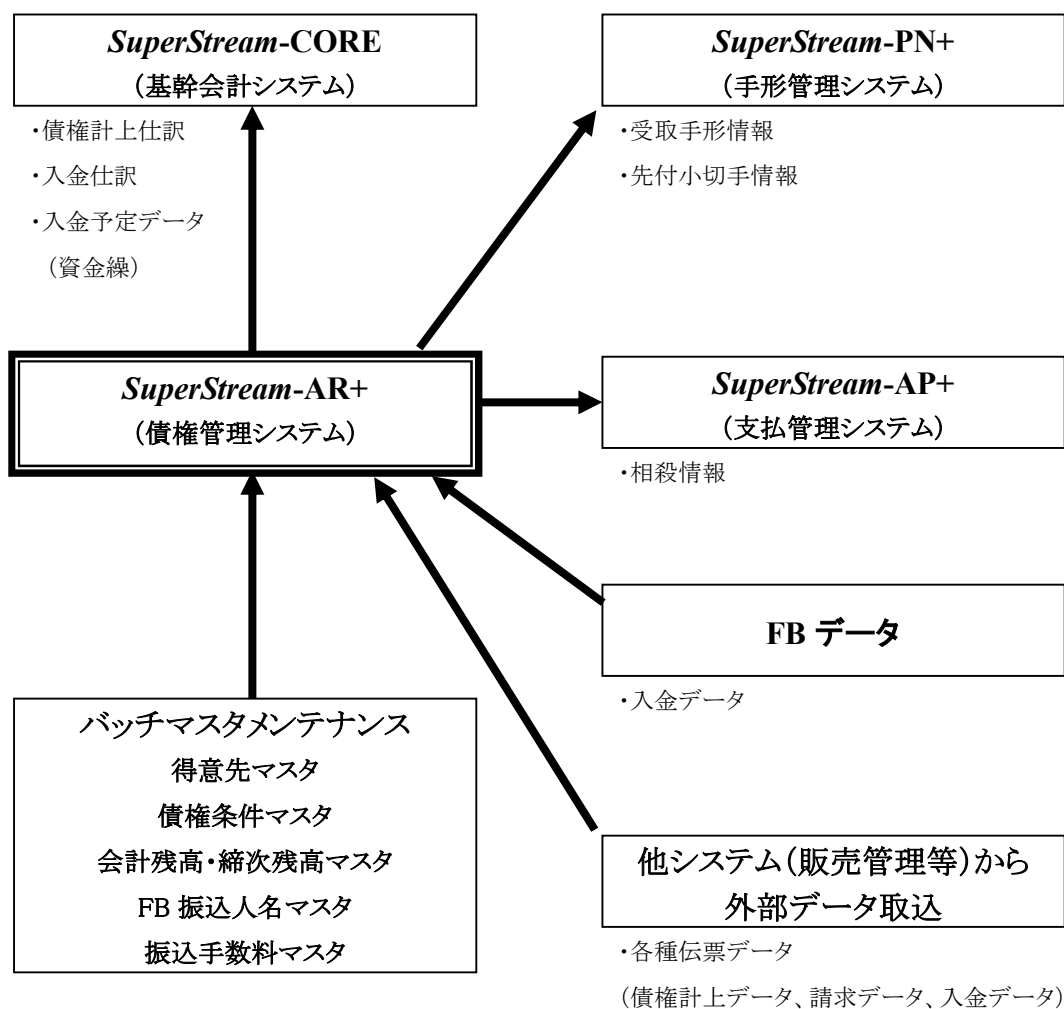 SuperStream-CORE
(基幹会計システム)
・債権計上仕訳
・入金仕訳
・入金予定データ
(資金繰)
SuperStream-PN+
(手形管理システム)
・受取手形情報
・先付小切手情報
SuperStream-AR+
(債権管理システム)
SuperStream-AP+
(支払管理システム)
・相殺情報
FB データ
・入金データ
バッチマスタメンテナンス
得意先マスタ
債権条件マスタ
会計残高・締次残高マスタ
FB 振込人名マスタ
振込手数料マスタ
他システム(販売管理等)から
外部データ取込
・各種伝票データ
(債権計上データ、請求データ、入金データ)